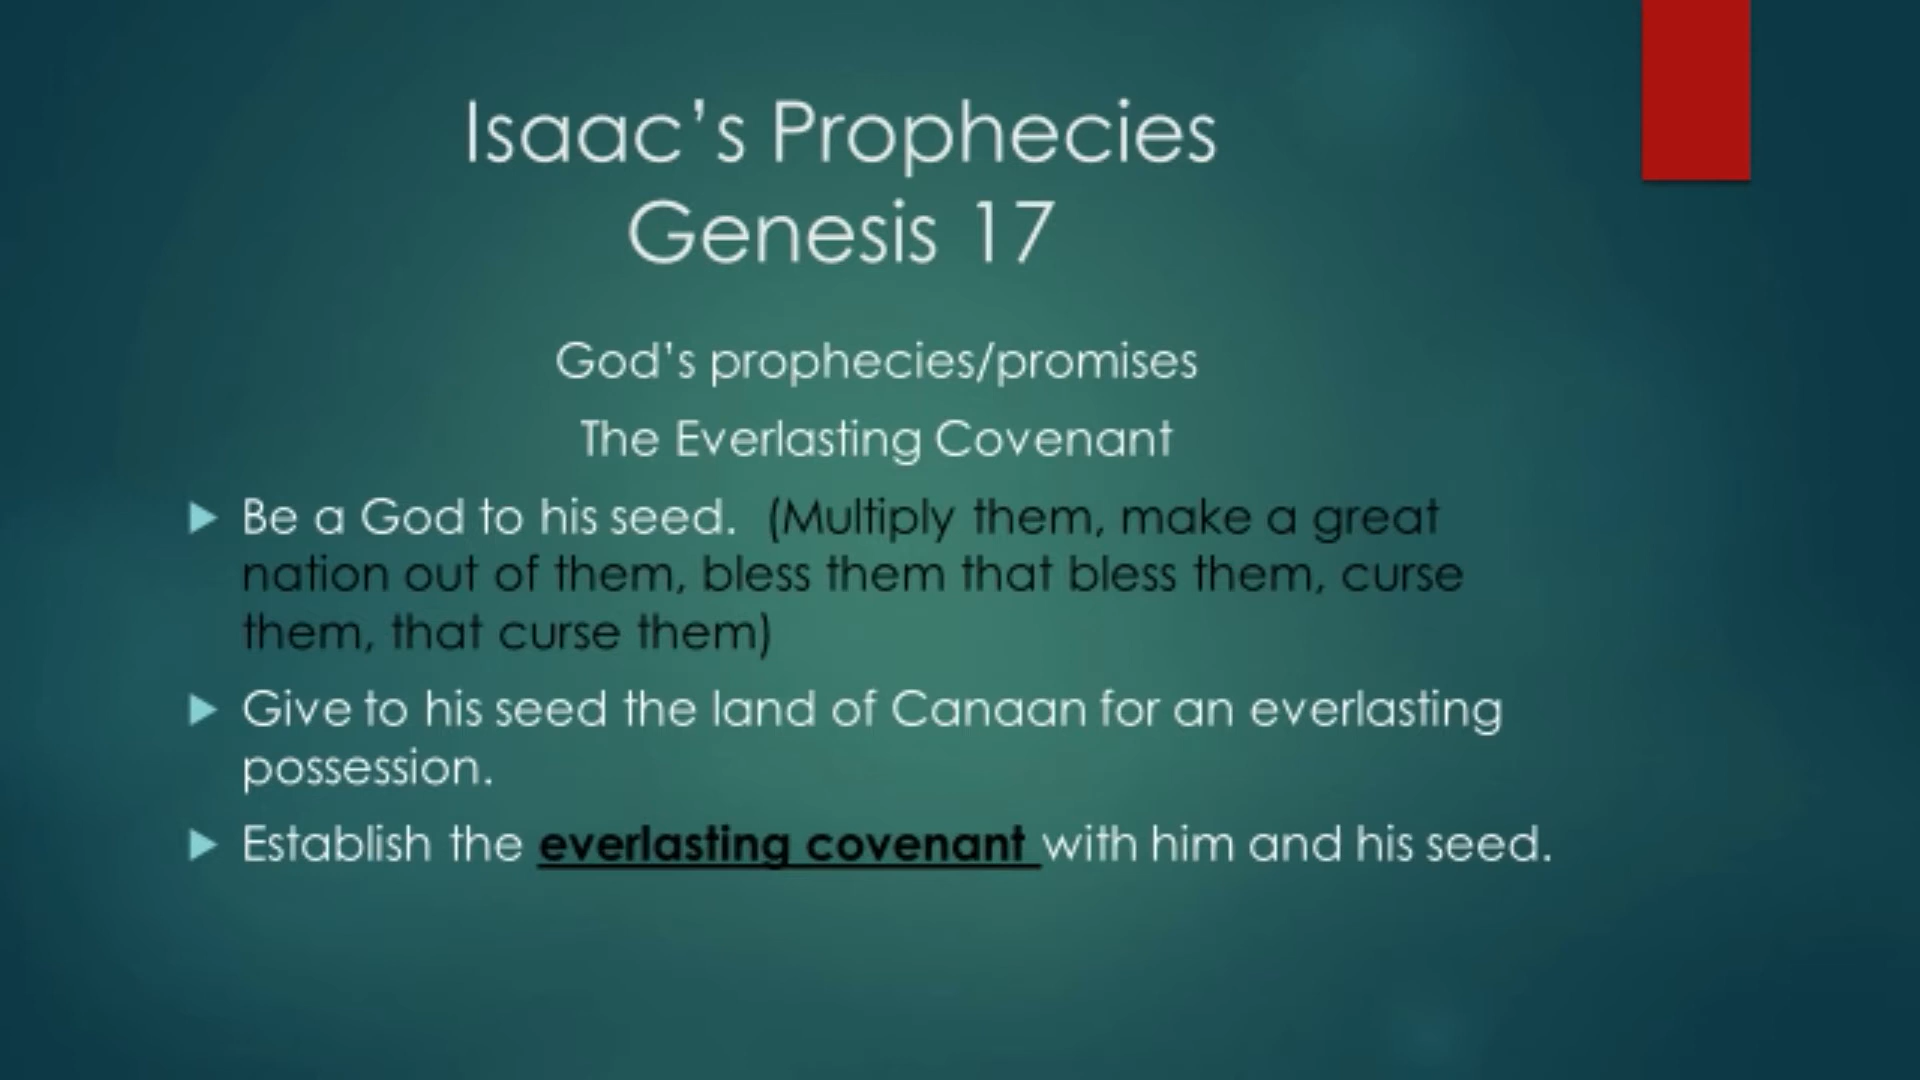 Isaac’s Prophecies
Genesis 17
God’s prophecies/promises
The Everlasting Covenant
Be a God to his seed. (Multiply them, make a great
nation out of them, bless them that bless them, curse
them, that curse them)
Give to his seed the land of Canaan for an everlasting
possession.
Establish the everlasting covenant with him and his seed.